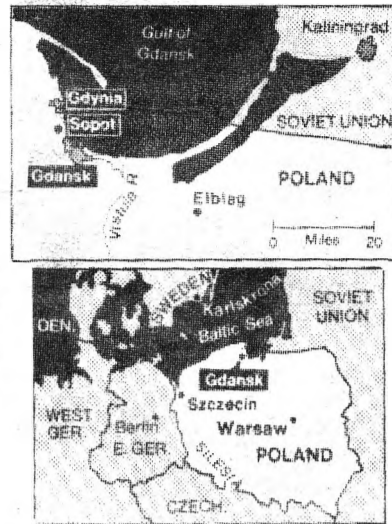 Gulf of
Gdansk
Kaliningrad
Gdynia
Sopot
SOVIET UNION
Gdansk
POLAND
Vistula R.
Elblag
0 Miles 20
SWEDEN
Karlskrona
SOVIET
UNION
DEN.
Baltic Sea
Gdansk
Szczecin
WEST
GER.
Berlin
E. GER.
Warsaw
SILESIA
POLAND
CZECH.